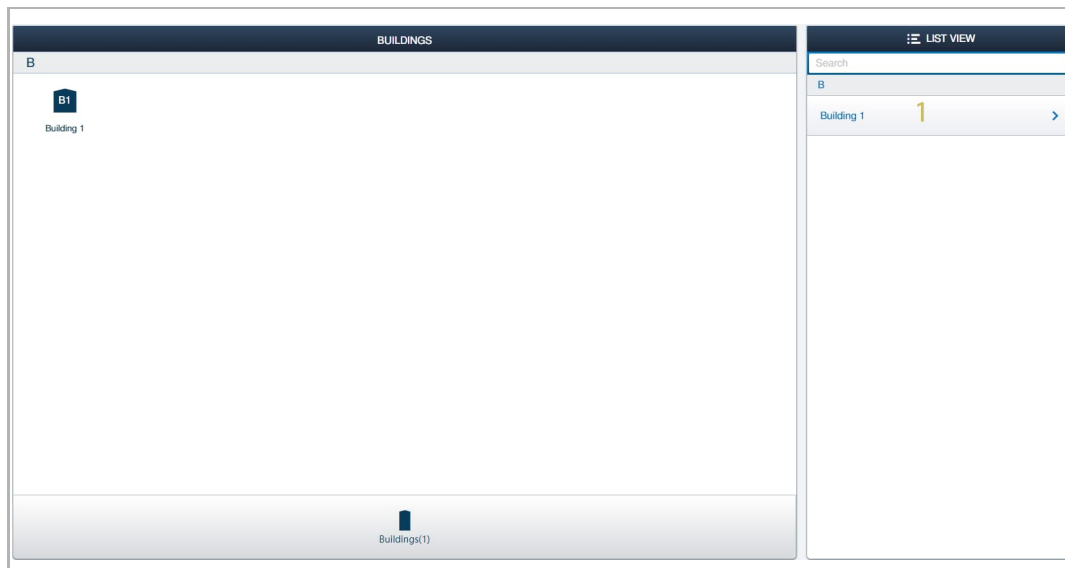 BUILDINGS
B
B1
Building 1
Buildings(1)
LIST VIEW
Search
B
Building 1
1